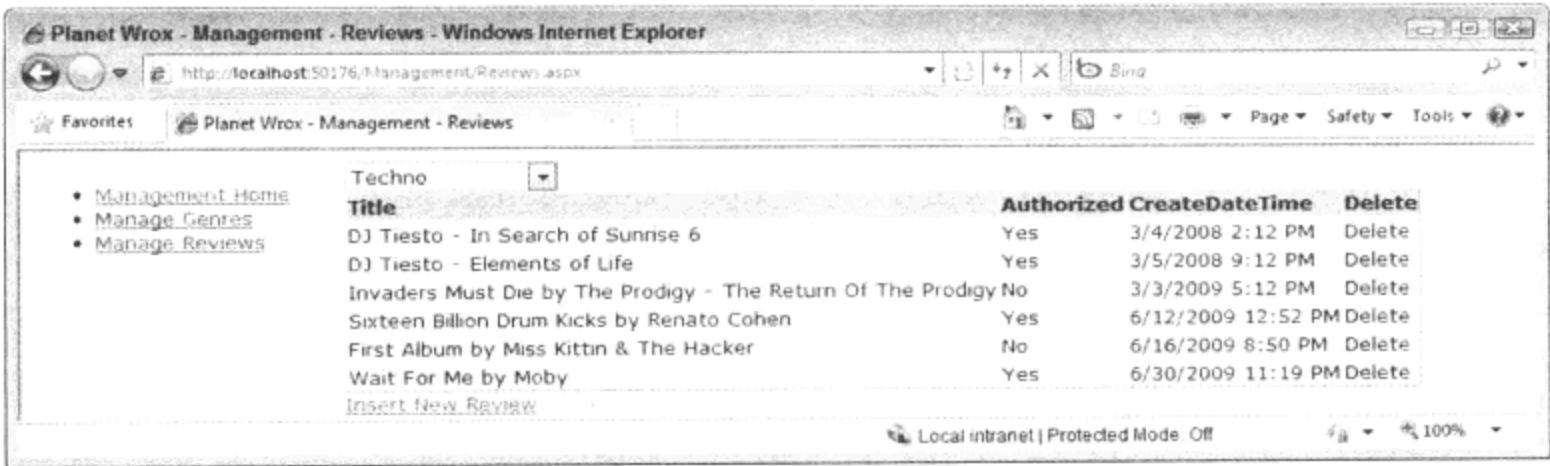 Planet Wrox - Management - Reviews - Windows Internet Explorer
http://localhost:50176/Management/Reviews.aspx
Bing
Favorites Planet Wrox - Management - Reviews Page Safety Tools
Management Home
Manage Genres
Manage Reviews
Techno
Title Authorized CreateDateTime Delete
DJ Tiesto - In Search of Sunrise 6 Yes 3/4/2008 2:12 PM Delete
DJ Tiesto - Elements of Life Yes 3/5/2008 9:12 PM Delete
Invaders Must Die by The Prodigy - The Return Of The Prodigy No 3/3/2009 5:12 PM Delete
Sixteen Billion Drum Kicks by Renato Cohen Yes 6/12/2009 12:52 PM Delete
First Album by Miss Kittin & The Hacker No 6/16/2009 8:50 PM Delete
Wait For Me by Moby Yes 6/30/2009 11:19 PM Delete
Insert New Review
Local intranet | Protected Mode: Off 100%